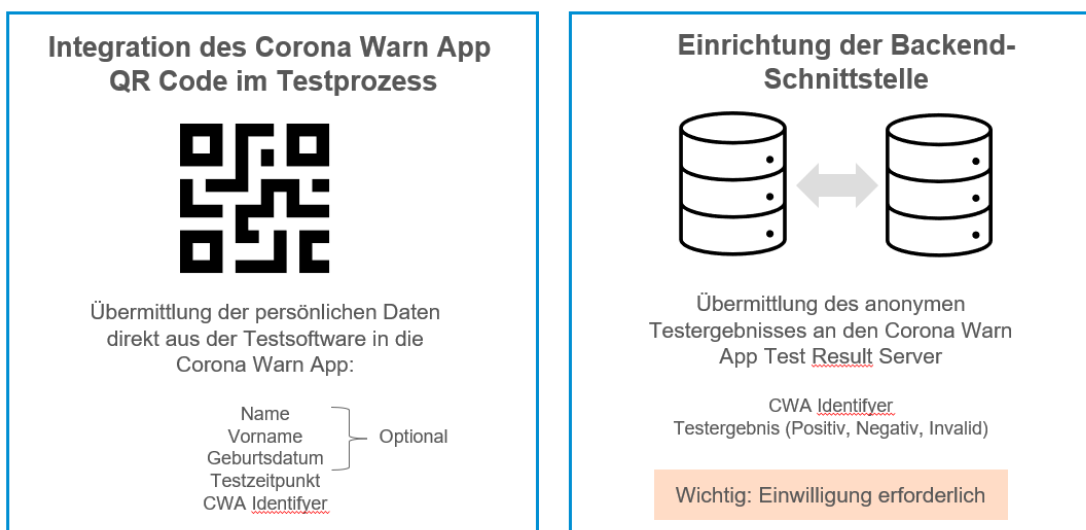 Integration des Corona Warn App
QR Code im Testprozess
Übermittlung der persönlichen Daten
direkt aus der Testsoftware in die
Corona Warn App:
Name
Vorname
Geburtsdatum
Optional
Testzeitpunkt
CWA Identifyer
Einrichtung der Backend-
Schnittstelle
Übermittlung des anonymen
Testergebnisses an den Corona Warn
App Test Result Server
CWA Identifyer
Testergebnis (Positiv, Negativ, Invalid)
Wichtig: Einwilligung erforderlich